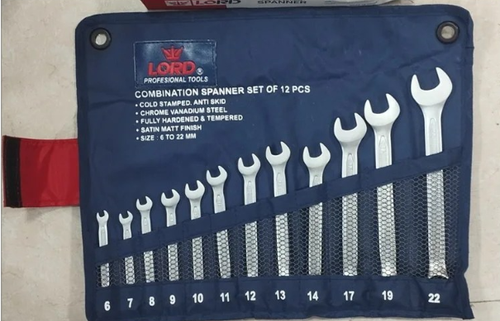 LORD SPANNER
LORD®
PROFESIONAL TOOLS
COMBINATION SPANNER SET OF 12 PCS
• COLD STAMPED, ANTI SKID
• CHROME VANADIUM STEEL
• FULLY HARDENED & TEMPERED
• SATIN MATT FINISH
• SIZE : 6 TO 22 MM
6 7 8 9 10 11 12 13 14 17 19 22